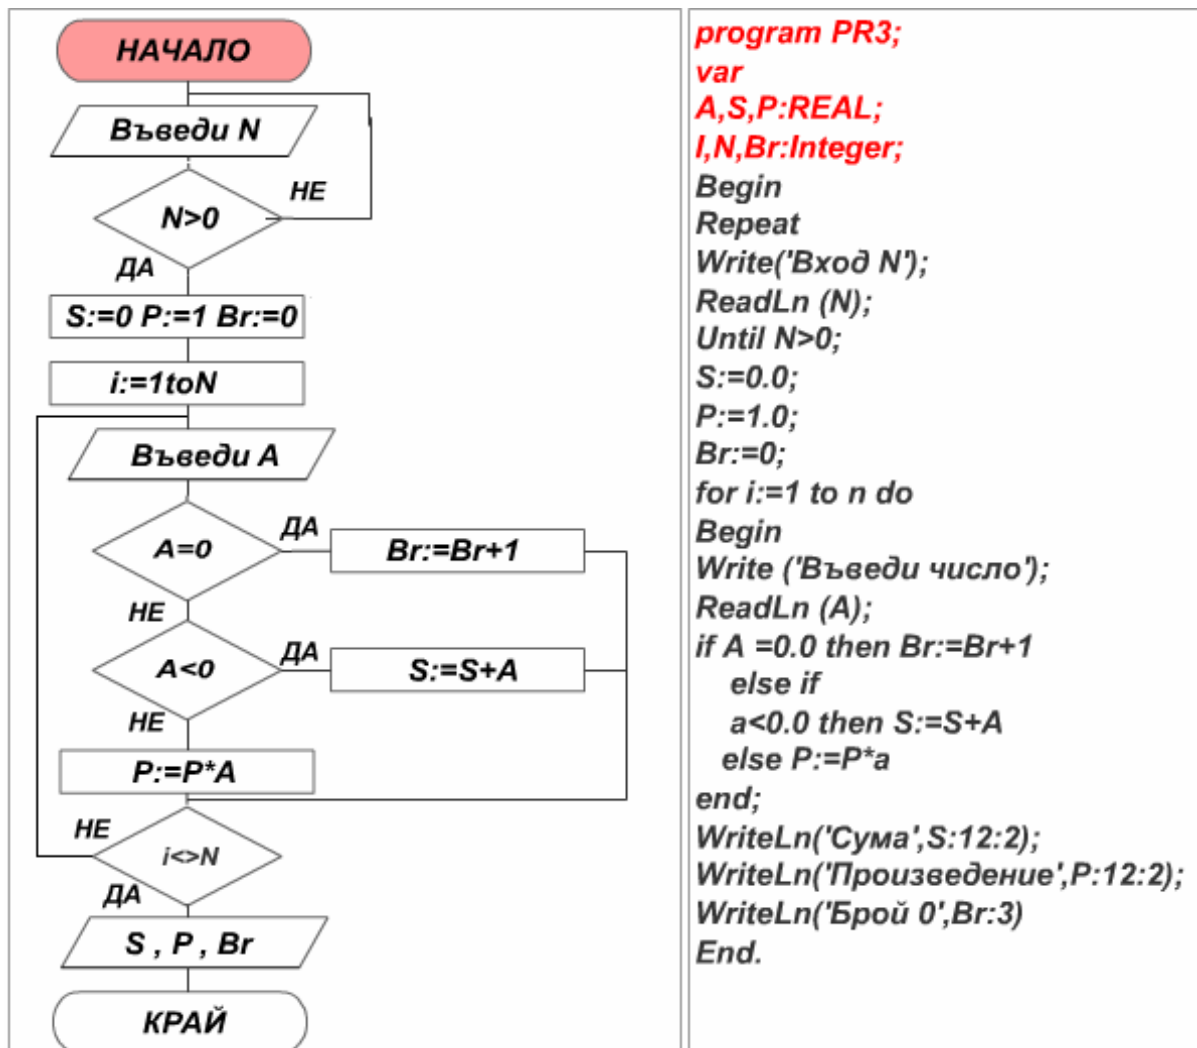 НАЧАЛО
Въведи N
N>0
НЕ
ДА
S:=0 P:=1 Br:=0
i:=1toN
Въведи A
A=0
ДА
Br:=Br+1
НЕ
A<0
ДА
S:=S+A
НЕ
P:=P*A
НЕ
i<>N
ДА
S , P , Br
КРАЙ
program PR3;
var
A,S,P:REAL;
I,N,Br:Integer;
Begin
Repeat
Write('Вход N');
ReadLn (N);
Until N>0;
S:=0.0;
P:=1.0;
Br:=0;
for i:=1 to n do
Begin
Write ('Въведи число');
ReadLn (A);
if A =0.0 then Br:=Br+1
else if
a<0.0 then S:=S+A
else P:=P*a
end;
WriteLn('Сума',S:12:2);
WriteLn('Произведение',P:12:2);
WriteLn('Брой 0',Br:3)
End.